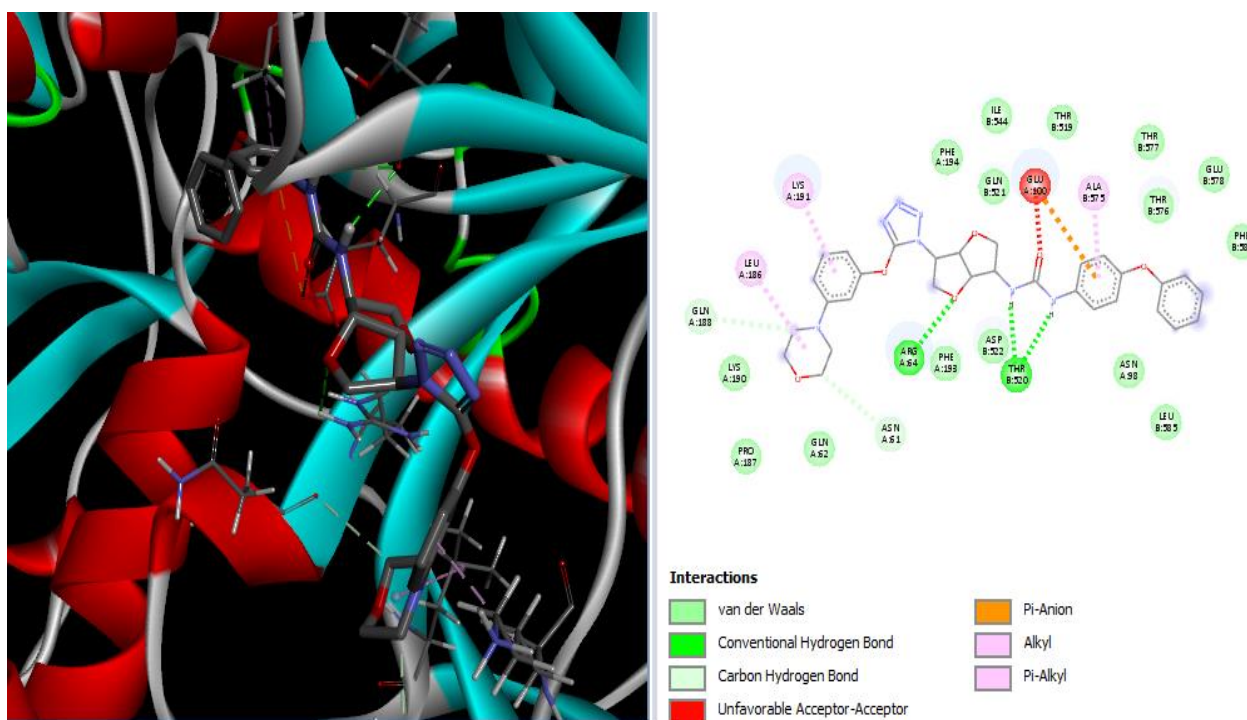 ILE
B:544
THR
B:519
THR
B:577
PHE
A:194
GLU
B:578
LYS
A:191
GLN
B:521
GLU
A:100
ALA
B:575
THR
B:576
N
N
N
N
O
O
O
O
O
O
N
N
N
H
H
LEU
A:186
GLN
A:188
ARG
A:64
PHE
A:193
ASP
B:522
THR
B:520
ASN
A:98
LYS
A:190
LEU
B:585
ASN
A:61
GLN
A:62
PRO
A:187
Interactions
van der Waals
Conventional Hydrogen Bond
Carbon Hydrogen Bond
Unfavorable Acceptor-Acceptor
Pi-Anion
Alkyl
Pi-Alkyl